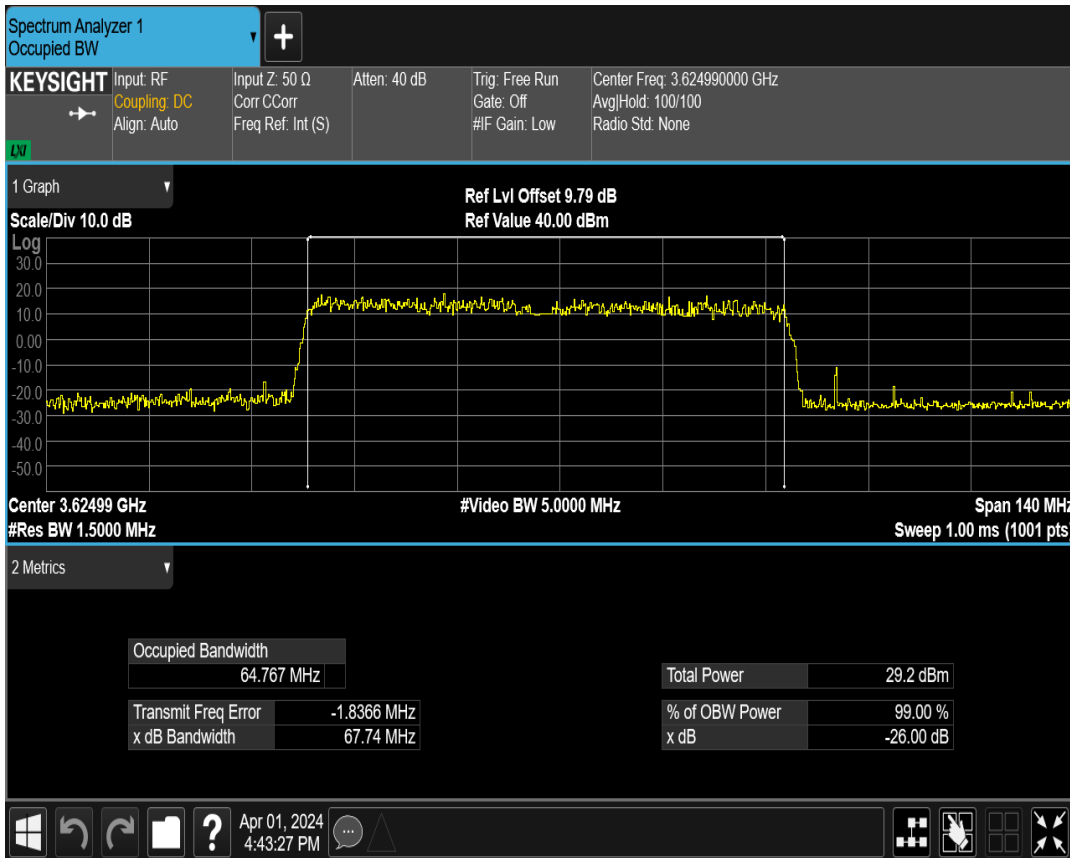 Spectrum Analyzer 1
Occupied BW
KEYSIGHT
LXI
Input: RF
Coupling: DC
Align: Auto
Input Z: 50 Ω
Corr CCorr
Freq Ref: Int (S)
Atten: 40 dB
Trig: Free Run
Gate: Off
#IF Gain: Low
Center Freq: 3.624990000 GHz
Avg|Hold: 100/100
Radio Std: None
1 Graph
Scale/Div 10.0 dB
Ref Lvl Offset 9.79 dB
Ref Value 40.00 dBm
Log
30.0
20.0
10.0
0.00
-10.0
-20.0
-30.0
-40.0
-50.0
Center 3.62499 GHz
#Video BW 5.0000 MHz
Span 140 MHz
#Res BW 1.5000 MHz
Sweep 1.00 ms (1001 pts)
2 Metrics
Occupied Bandwidth
64.767 MHz
Total Power 29.2 dBm
Transmit Freq Error -1.8366 MHz
% of OBW Power 99.00 %
x dB Bandwidth 67.74 MHz
x dB -26.00 dB
?
Apr 01, 2024
4:43:27 PM